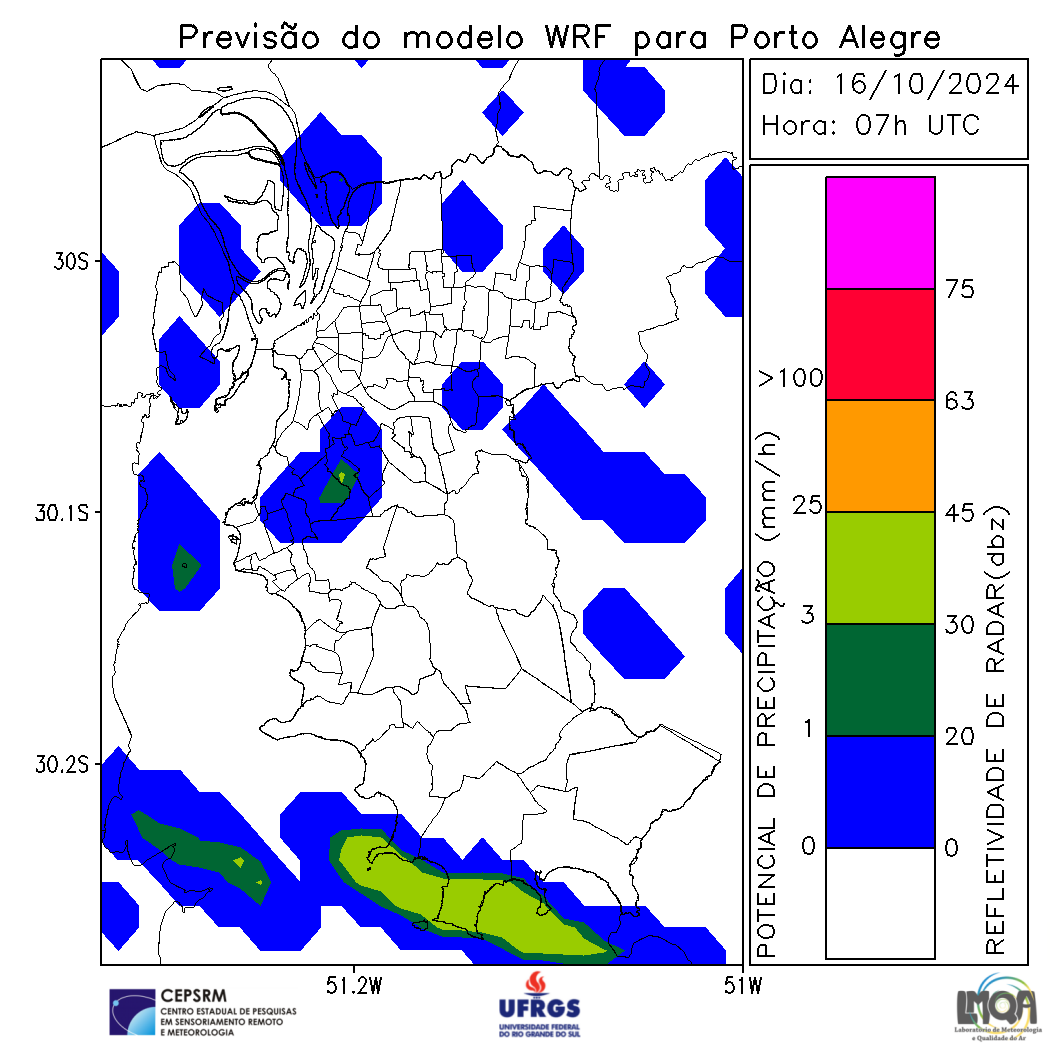 Previsão do modelo WRF para Porto Alegre
Dia: 16/10/2024
Hora: 07h UTC
30S
30.1S
30.2S
51.2W
51W
POTENCIAL DE PRECIPITAÇÃO (mm/h)
>100
25
3
1
0
75
63
45
30
20
0
REFLETIVIDADE DE RADAR(dbz)
CEPSRM
CENTRO ESTADUAL DE PESQUISAS
EM SENSORIAMENTO REMOTO
E METEOROLOGIA
UFRGS
UNIVERSIDADE FEDERAL
DO RIO GRANDE DO SUL
LMQA
Laboratório de Meteorologia
e Qualidade do Ar